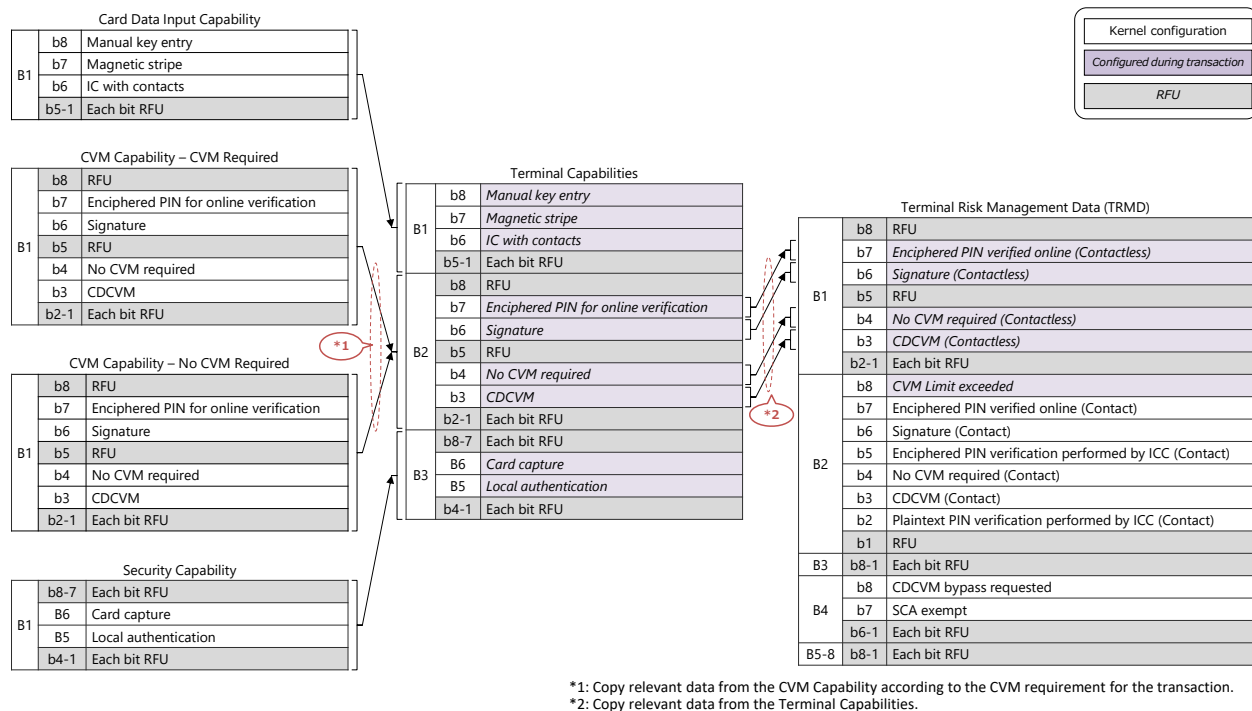 Card Data Input Capability
B1
b8 Manual key entry
b7 Magnetic stripe
b6 IC with contacts
b5-1 Each bit RFU
CVM Capability – CVM Required
B1
b8 RFU
b7 Enciphered PIN for online verification
b6 Signature
b5 RFU
b4 No CVM required
b3 CDCVM
b2-1 Each bit RFU
*1
CVM Capability – No CVM Required
B1
b8 RFU
b7 Enciphered PIN for online verification
b6 Signature
b5 RFU
b4 No CVM required
b3 CDCVM
b2-1 Each bit RFU
Security Capability
B1
b8-7 Each bit RFU
B6 Card capture
B5 Local authentication
b4-1 Each bit RFU
Terminal Capabilities
B1
b8 Manual key entry
b7 Magnetic stripe
b6 IC with contacts
b5-1 Each bit RFU
B2
b8 RFU
b7 Enciphered PIN for online verification
b6 Signature
b5 RFU
b4 No CVM required
b3 CDCVM
b2-1 Each bit RFU
B3
b8-7 Each bit RFU
B6 Card capture
B5 Local authentication
b4-1 Each bit RFU
*2
Kernel configuration
Configured during transaction
RFU
Terminal Risk Management Data (TRMD)
B1
b8 RFU
b7 Enciphered PIN verified online (Contactless)
b6 Signature (Contactless)
b5 RFU
b4 No CVM required (Contactless)
b3 CDCVM (Contactless)
b2-1 Each bit RFU
B2
b8 CVM Limit exceeded
b7 Enciphered PIN verified online (Contact)
b6 Signature (Contact)
b5 Enciphered PIN verification performed by ICC (Contact)
b4 No CVM required (Contact)
b3 CDCVM (Contact)
b2 Plaintext PIN verification performed by ICC (Contact)
b1 RFU
B3 b8-1 Each bit RFU
B4
b8 CDCVM bypass requested
b7 SCA exempt
b6-1 Each bit RFU
B5-8 b8-1 Each bit RFU
*1: Copy relevant data from the CVM Capability according to the CVM requirement for the transaction.
*2: Copy relevant data from the Terminal Capabilities.